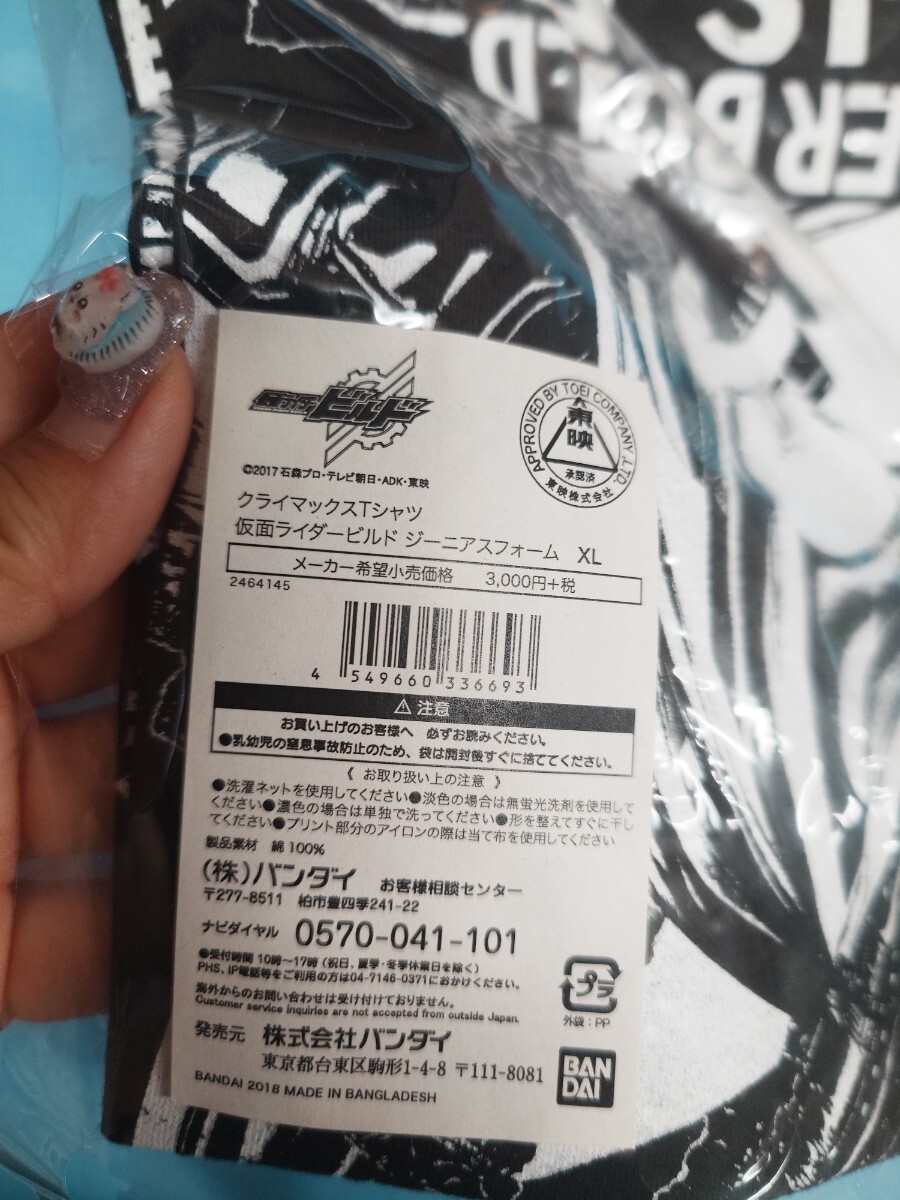 仮面ライダー ビルド
APPROVED BY TOEI COMPANY, LTD.
東映
承認済
東映株式会社
©2017 石森プロ・テレビ朝日・ADK・東映
クライマックスTシャツ
仮面ライダービルド ジーニアスフォーム XL
メーカー希望小売価格 3,000円+税
2464145
4 549660 336693
⚠注意
お買い上げのお客様へ 必ずお読みください。
●乳幼児の窒息事故防止のため、袋は開封後すぐに捨ててください。
《 お取り扱い上の注意 》
●洗濯ネットを使用してください●淡色の場合は無蛍光洗剤を使用して
ください●濃色の場合は単独で洗ってください●形を整えてすぐに干し
てください●プリント部分のアイロンの際は当て布を使用してください
製品素材 綿100%
(株)バンダイ お客様相談センター
〒277-8511 柏市豊四季241-22
ナビダイヤル 0570-041-101
●受付時間 10時～17時 (祝日、夏季・冬季休業日を除く)
PHS、IP電話等をご利用の方は04-7146-0371におかけください。
海外からのお問い合わせは受け付けておりません。
Customer service inquiries are not accepted from outside Japan.
プラ
外袋:PP
発売元 株式会社バンダイ
東京都台東区駒形1-4-8 〒111-8081
BAN
DAI
BANDAI 2018 MADE IN BANGLADESH